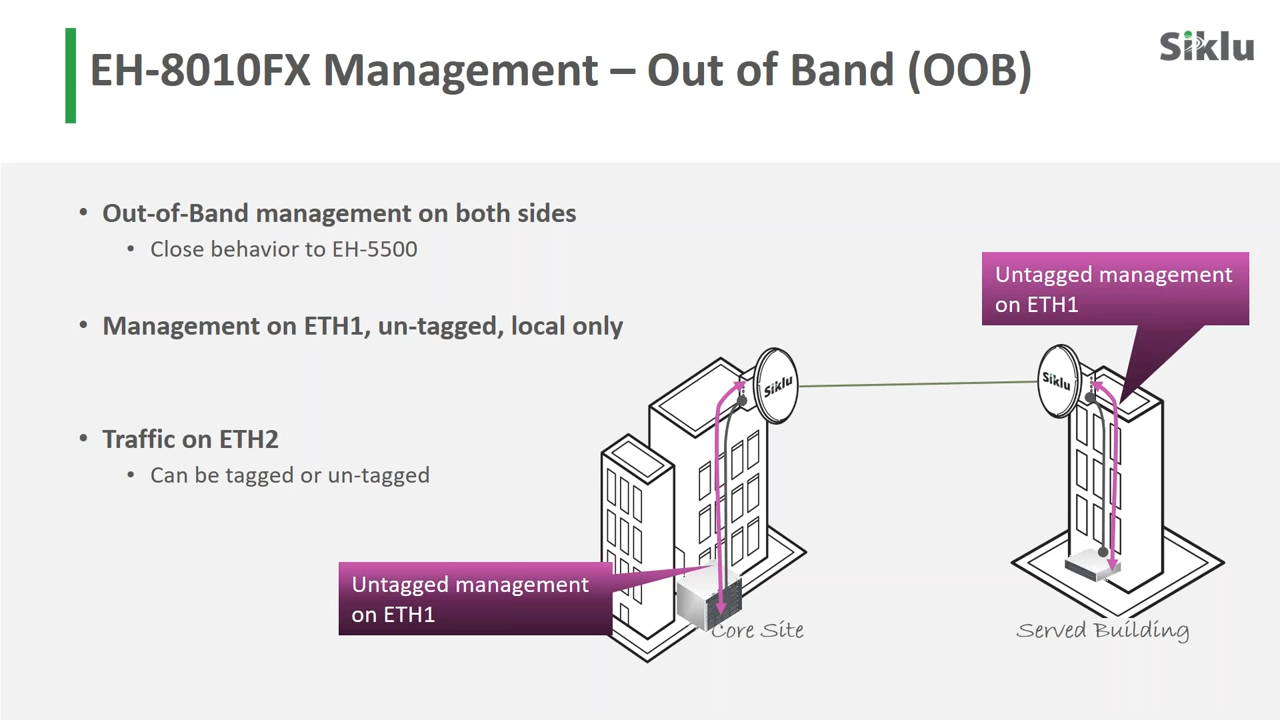 EH-8010FX Management – Out of Band (OOB)
Siklu
• Out-of-Band management on both sides
• Close behavior to EH-5500
• Management on ETH1, un-tagged, local only
• Traffic on ETH2
• Can be tagged or un-tagged
Untagged management
on ETH1
Siklu
Siklu
Untagged management
on ETH1
Core Site
Served Building